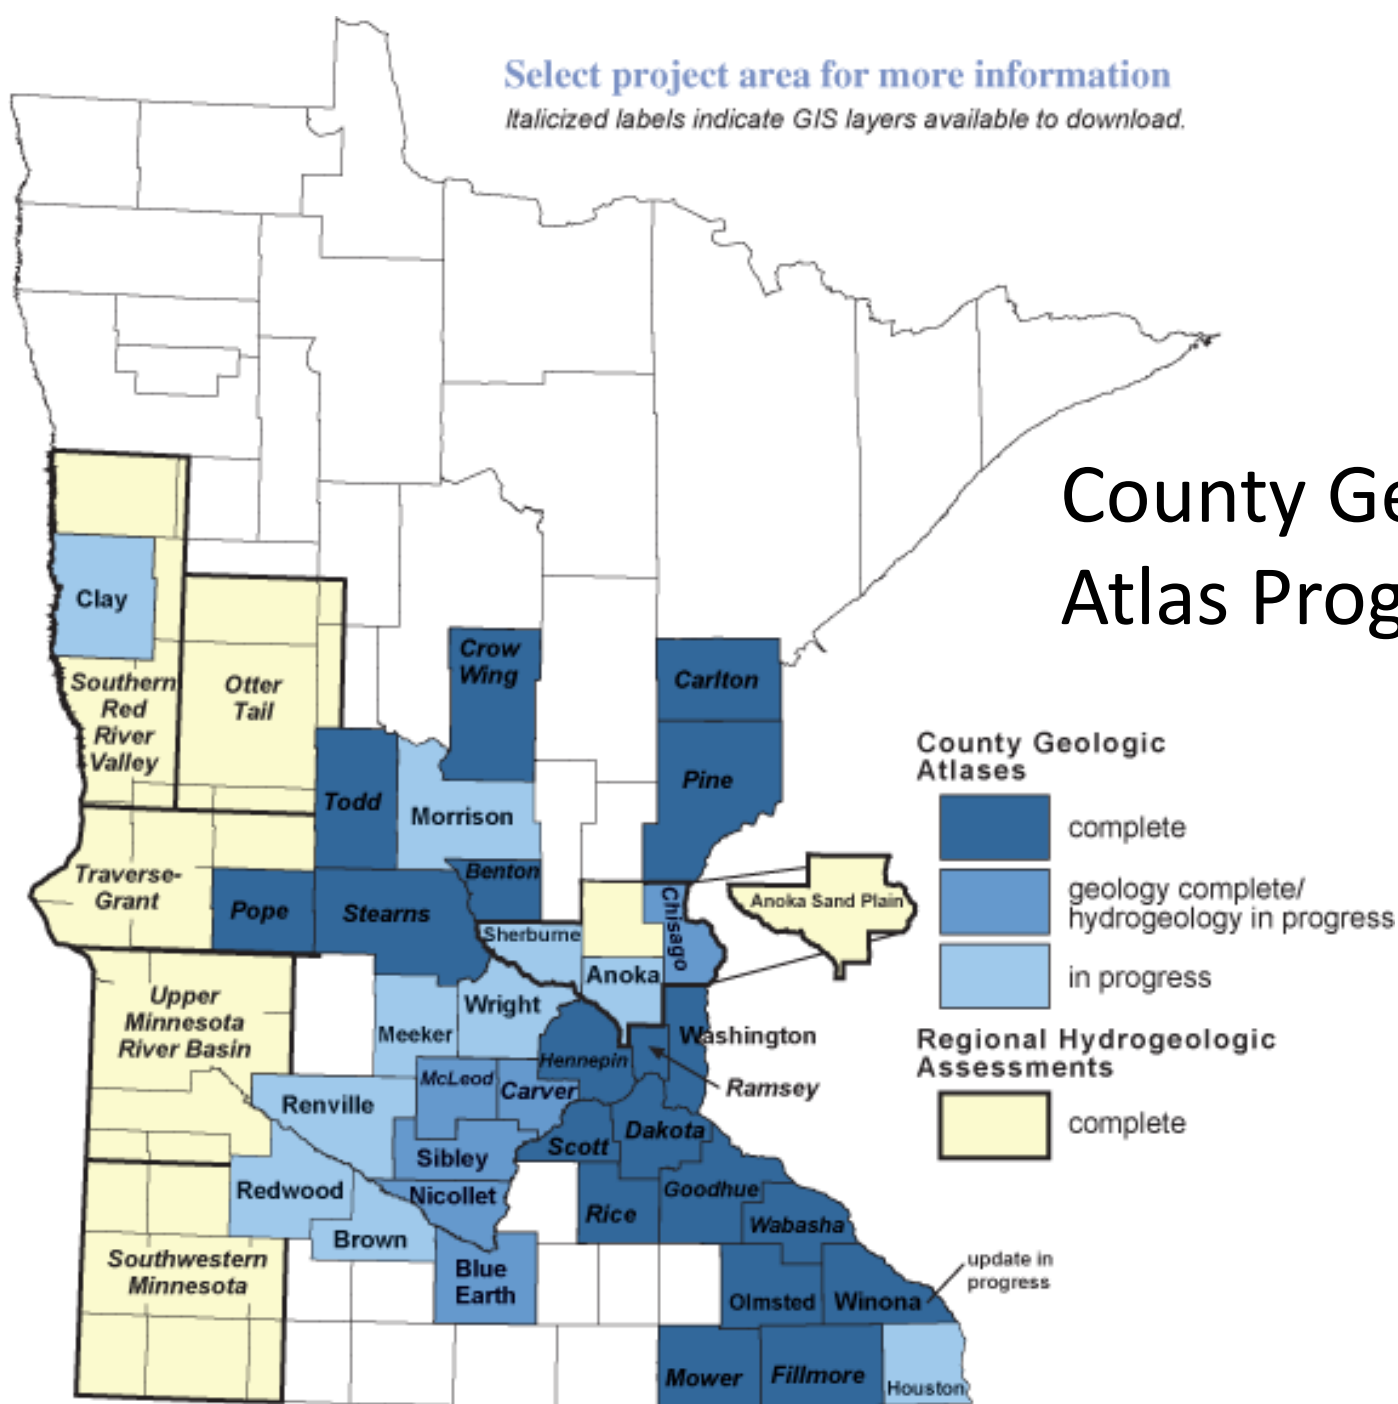 Select project area for more information
Italicized labels indicate GIS layers available to download.
County Ge
Atlas Prog
Clay
Southern
Red
River
Valley
Otter
Tail
Crow
Wing
Carlton
Pine
Todd
Morrison
Benton
Traverse-
Grant
Pope
Stearns
Sherburne
Anoka
Chisago
Anoka Sand Plain
Upper
Minnesota
River Basin
Meeker
Wright
Hennepin
Washington
Ramsey
McLeod
Carver
Renville
Scott
Dakota
Sibley
Redwood
Nicollet
Rice
Goodhue
Wabasha
Brown
Southwestern
Minnesota
Blue
Earth
Olmsted
Winona
update in
progress
Mower
Fillmore
Houston
County Geologic
Atlases
complete
geology complete/
hydrogeology in progress
in progress
Regional Hydrogeologic
Assessments
complete